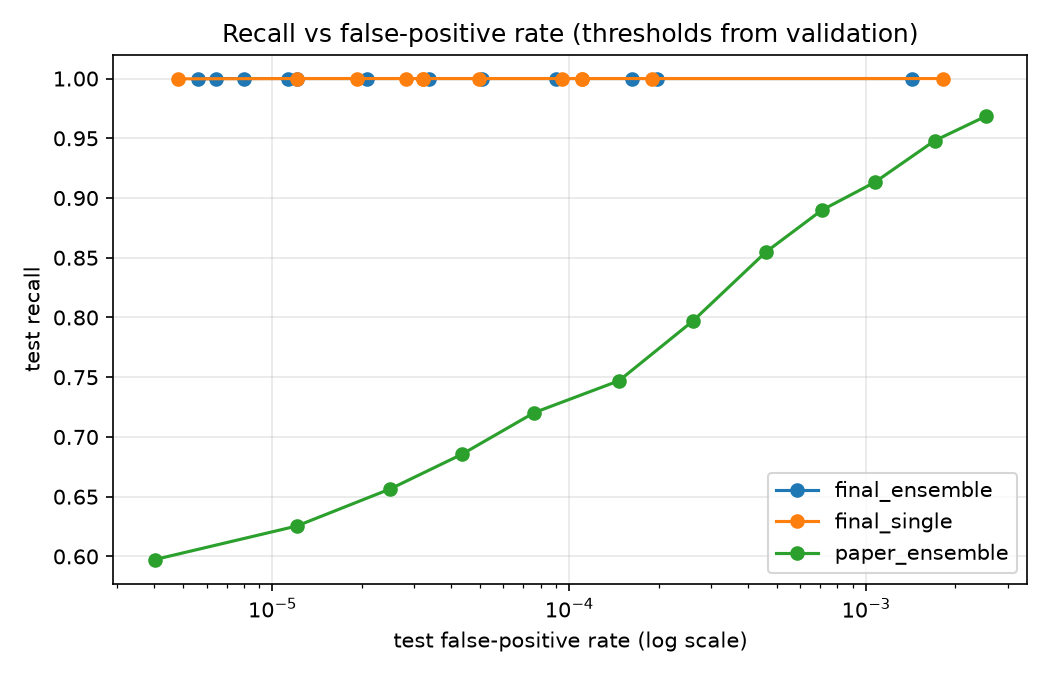 Recall vs false-positive rate (thresholds from validation)
1.00
0.95
0.90
0.85
0.80
0.75
0.70
0.65
0.60
test recall
final_ensemble
final_single
paper_ensemble
10⁻⁵ 10⁻⁴ 10⁻³
test false-positive rate (log scale)